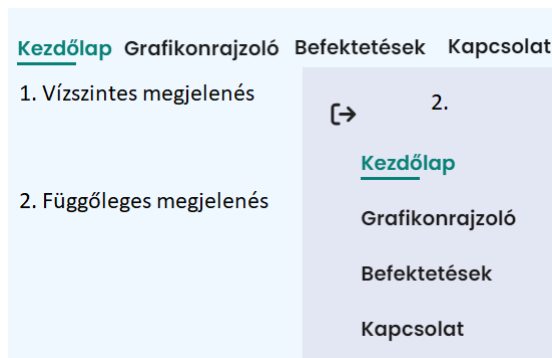 Kezdőlap Grafikonrajzoló Befektetések Kapcsolat
1. Vízszintes megjelenés
2.
Kezdőlap
2. Függőleges megjelenés
Grafikonrajzoló
Befektetések
Kapcsolat